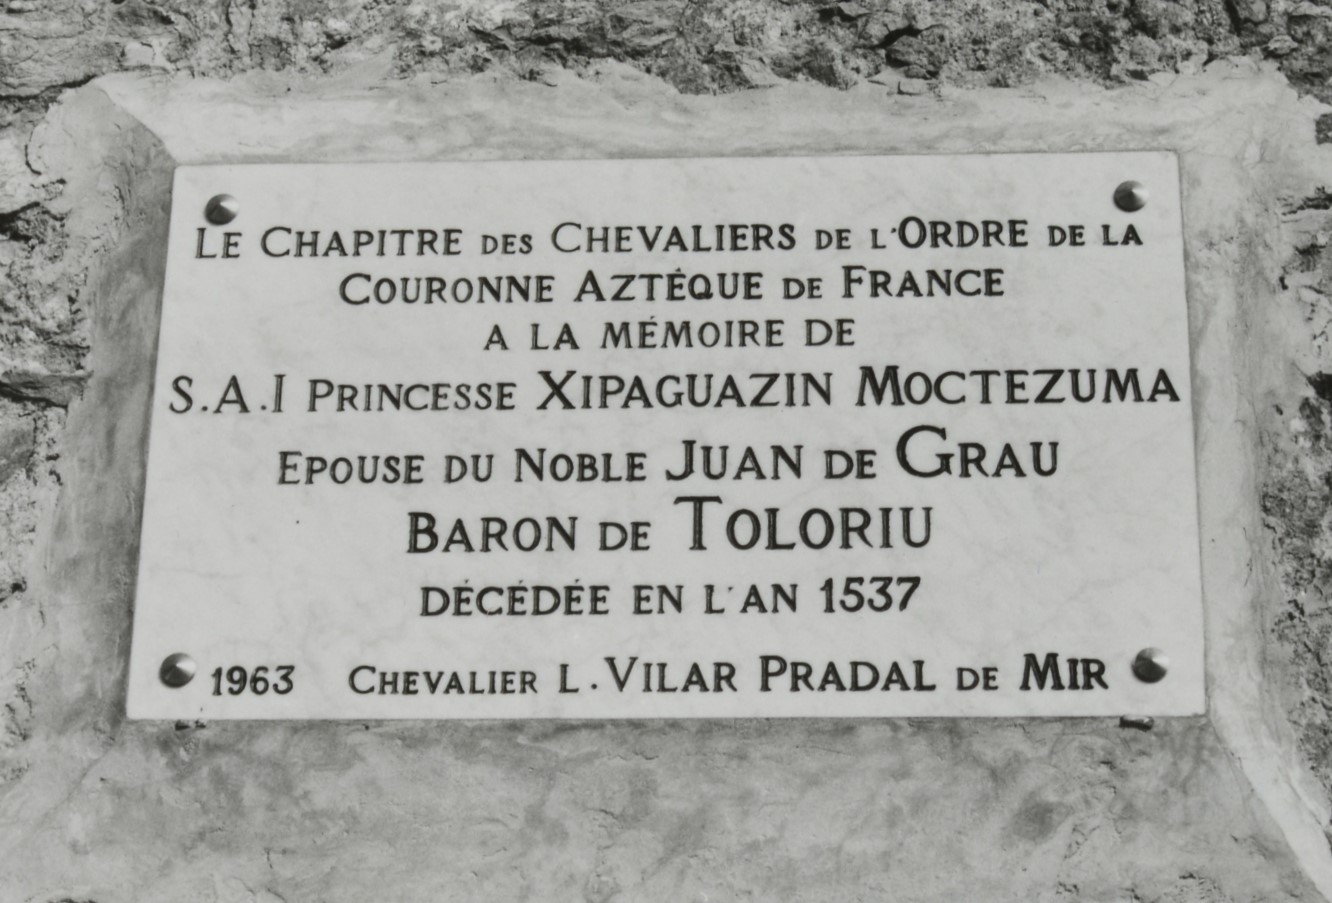 LE CHAPITRE DES CHEVALIERS DE L'ORDRE DE LA
COURONNE AZTÉQUE DE FRANCE
A LA MÉMOIRE DE
S.A.I PRINCESSE XIPAGUAZIN MOCTEZUMA
EPOUSE DU NOBLE JUAN DE GRAU
BARON DE TOLORIU
DÉCÉDÉE EN L'AN 1537
1963 CHEVALIER L. VILAR PRADAL DE MIR